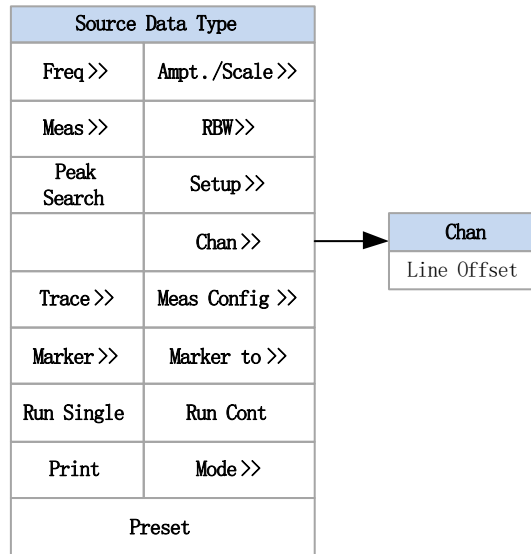 Source Data Type
Freq>>
Ampt./Scale>>
Meas>>
RBW>>
Peak
Search
Setup>>
Chan>>
Trace>>
Meas Config >>
Marker>>
Marker to >>
Run Single
Run Cont
Print
Mode>>
Preset
Chan
Line Offset